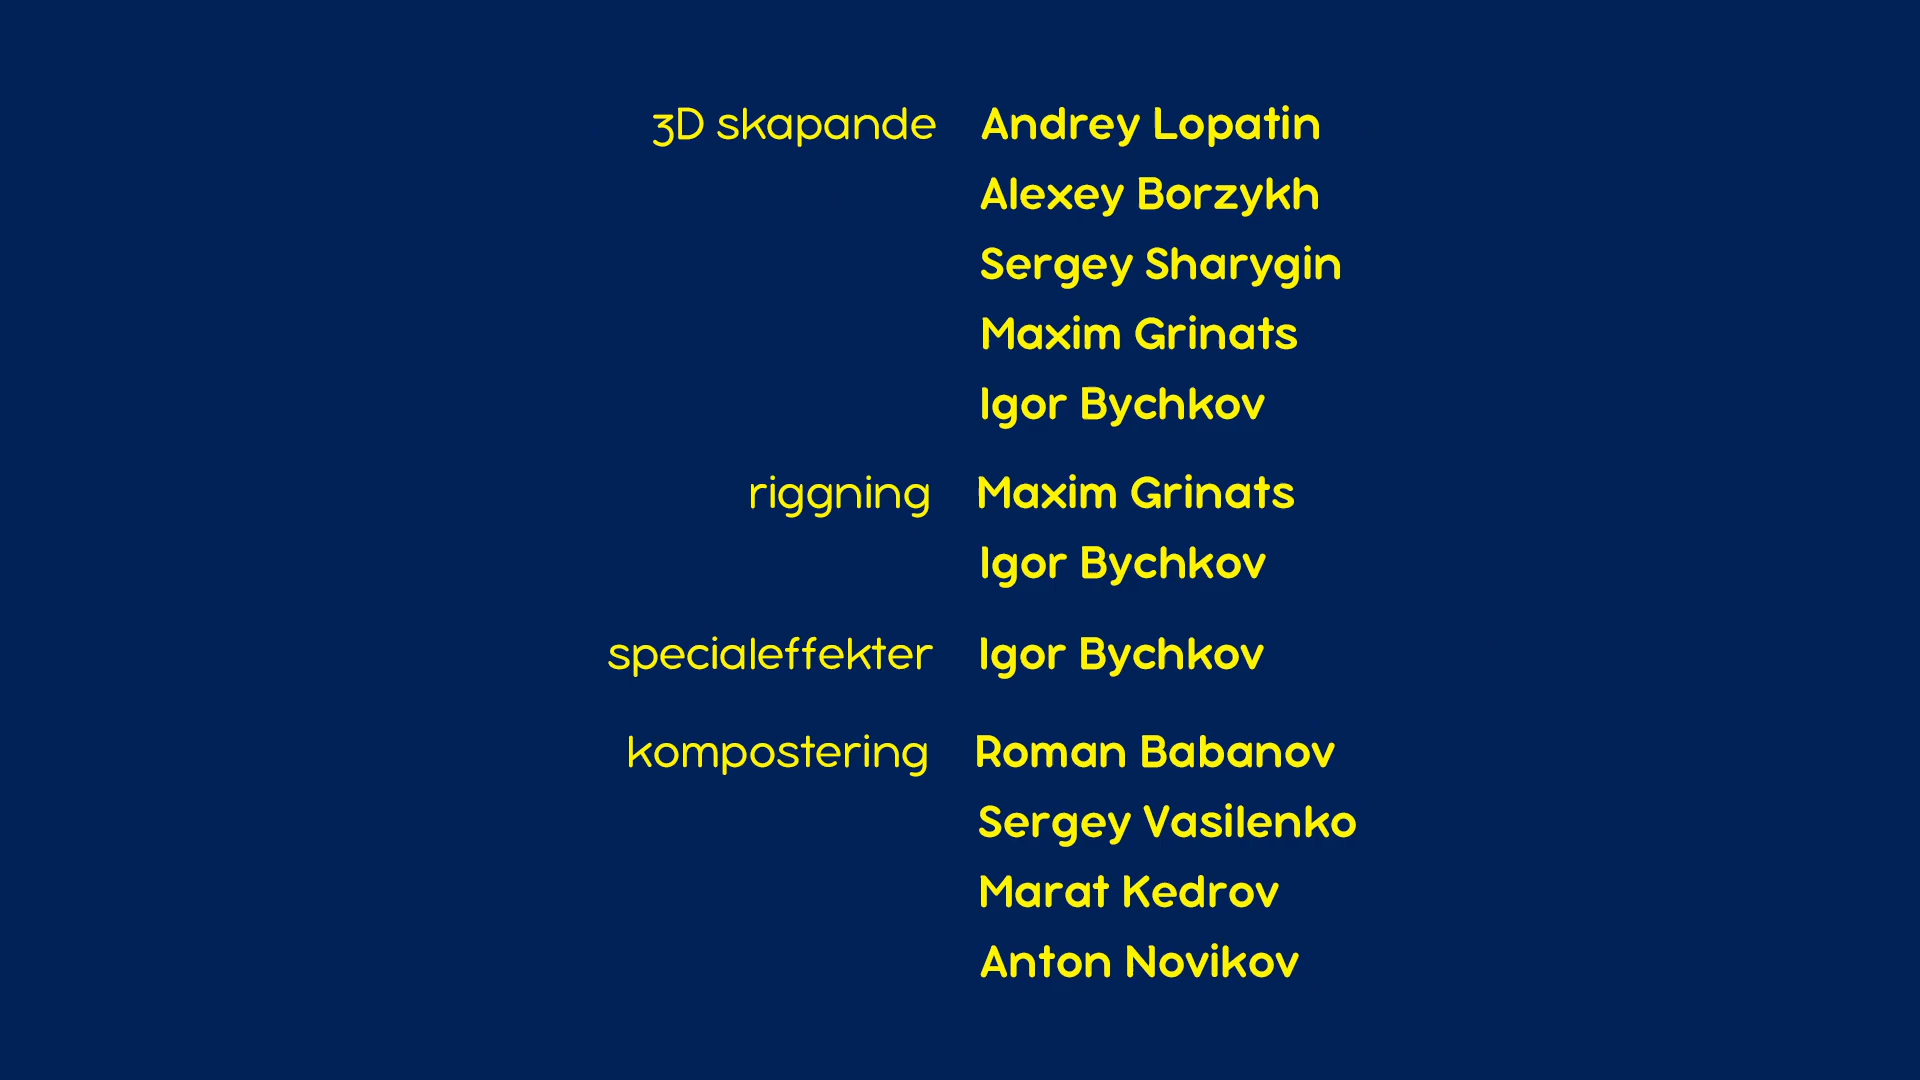 3D skapande Andrey Lopatin
Alexey Borzykh
Sergey Sharygin
Maxim Grinats
Igor Bychkov
riggning Maxim Grinats
Igor Bychkov
specialeffekter Igor Bychkov
kompostering Roman Babanov
Sergey Vasilenko
Marat Kedrov
Anton Novikov